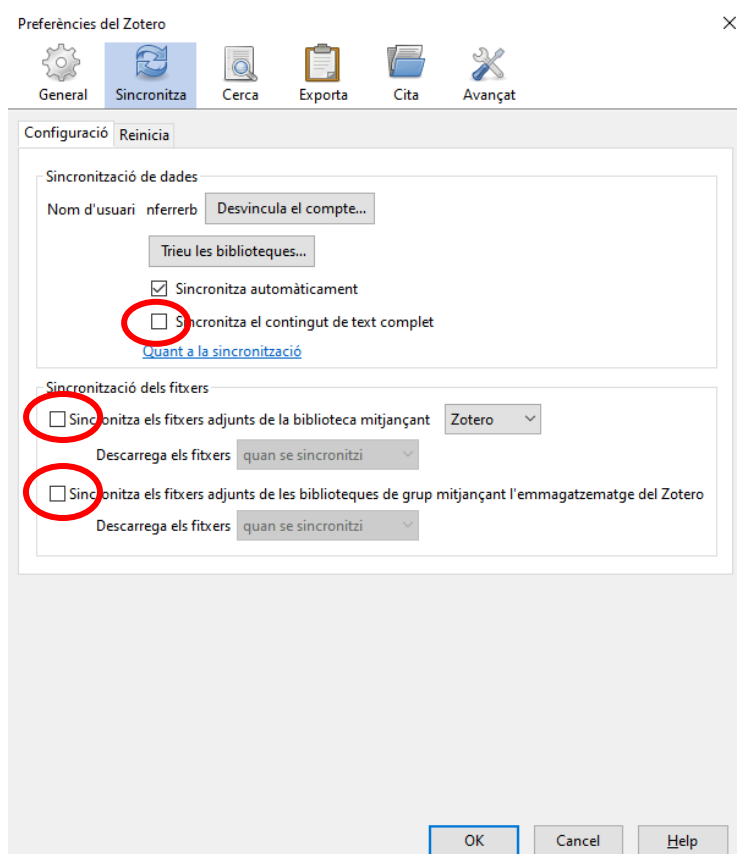 Preferències del Zotero
General Sincronitza Cerca Exporta Cita Avançat
Configuració Reinicia
Sincronització de dades
Nom d'usuari nferrerb Desvincula el compte...
Trieu les biblioteques...
Sincronitza automàticament
Sincronitza el contingut de text complet
Quant a la sincronització
Sincronització dels fitxers
Sincronitza els fitxers adjunts de la biblioteca mitjançant Zotero
Descarrega els fitxers quan se sincronitzi
Sincronitza els fitxers adjunts de les biblioteques de grup mitjançant l'emmagatzematge del Zotero
Descarrega els fitxers quan se sincronitzi
OK Cancel Help